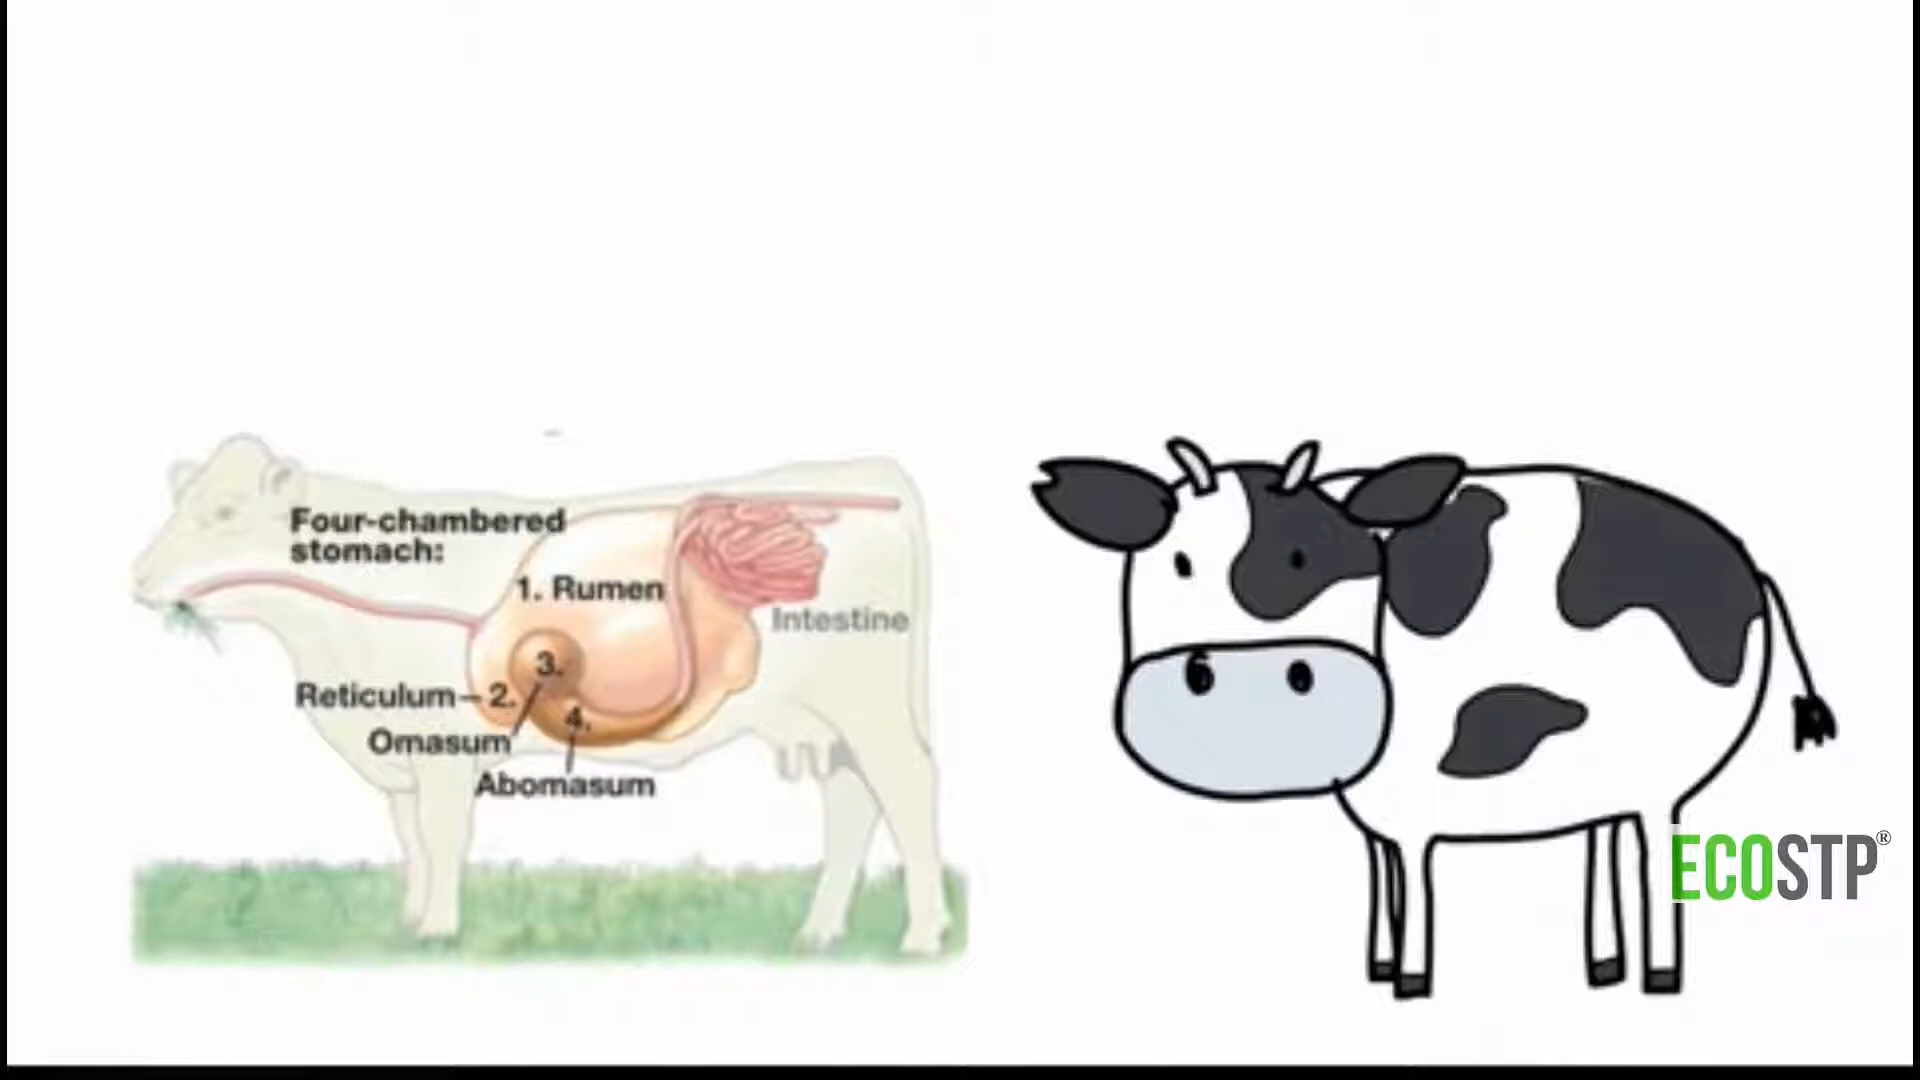 Four-chambered
stomach:
1. Rumen
Intestine
3.
Reticulum – 2.
4.
Omasum
Abomasum
ECOSTP®